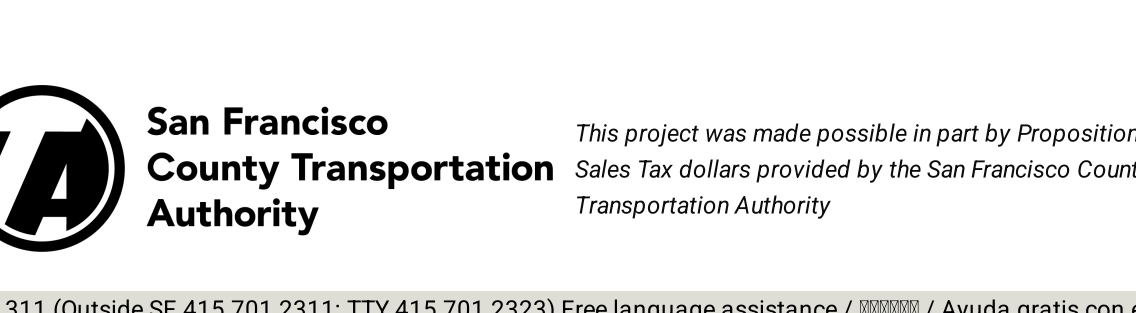 San Francisco
County Transportation
Authority
This project was made possible in part by Proposition
Sales Tax dollars provided by the San Francisco
Transportation Authority
311 (Outside SF 415.701.2311; TTY 415.701.2323) Free language assistance / / Ayuda gratis con